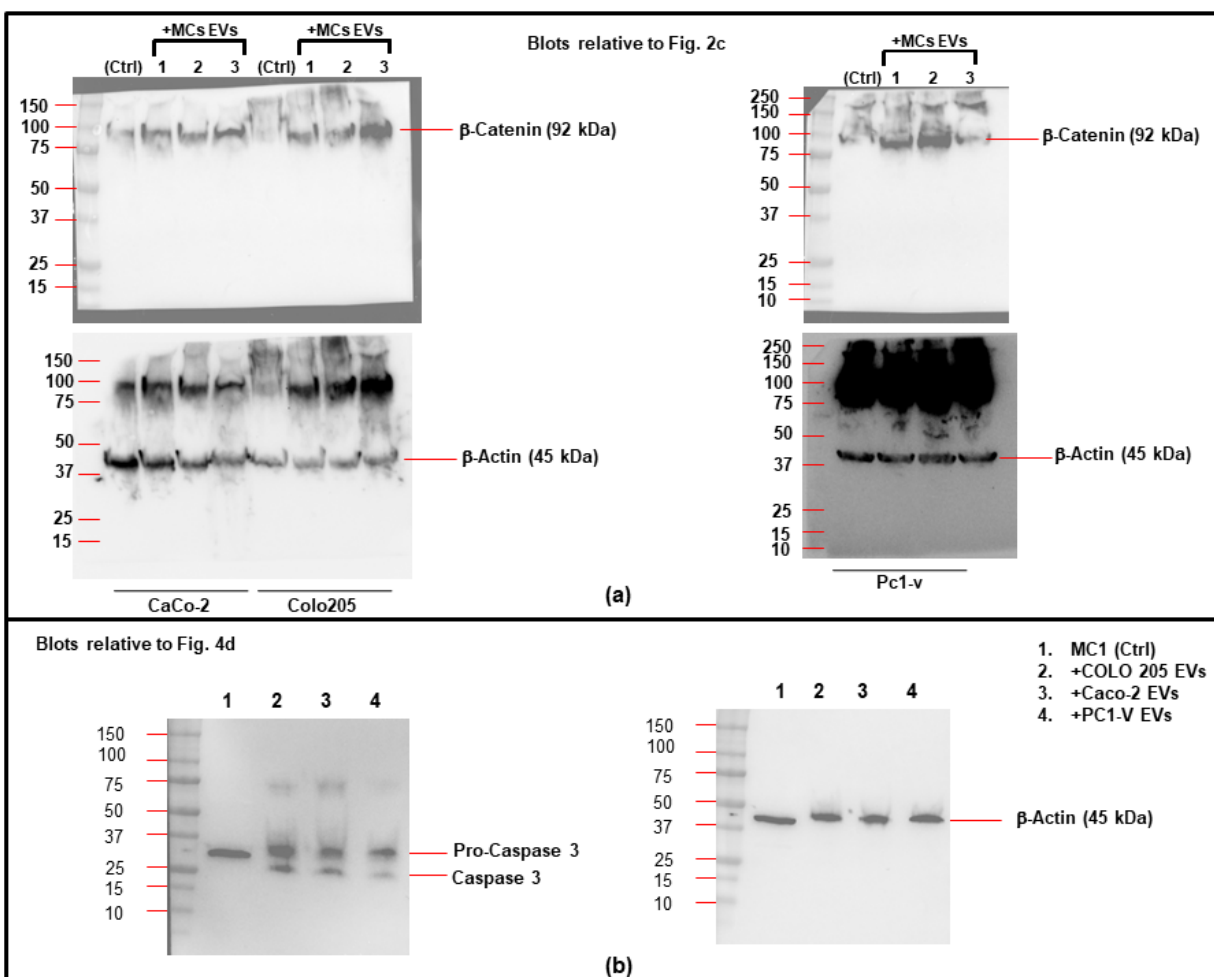 +MCs EVs
+MCs EVs
Blots relative to Fig. 2c
+MCs EVs
(Ctrl) 1 2 3 (Ctrl) 1 2 3
(Ctrl) 1 2 3
150
100
75
50
37
25
15
β-Catenin (92 kDa)
250
150
100
75
50
37
25
15
10
β-Catenin (92 kDa)
150
100
75
50
37
25
15
β-Actin (45 kDa)
250
150
100
75
50
37
25
15
10
β-Actin (45 kDa)
CaCo-2
Colo205
Pc1-v
(a)
Blots relative to Fig. 4d
1. MC1 (Ctrl)
2. +COLO 205 EVs
3. +Caco-2 EVs
4. +PC1-V EVs
1 2 3 4
150
100
75
50
37
25
15
10
Pro-Caspase 3
Caspase 3
1 2 3 4
150
100
75
50
37
25
15
10
β-Actin (45 kDa)
(b)